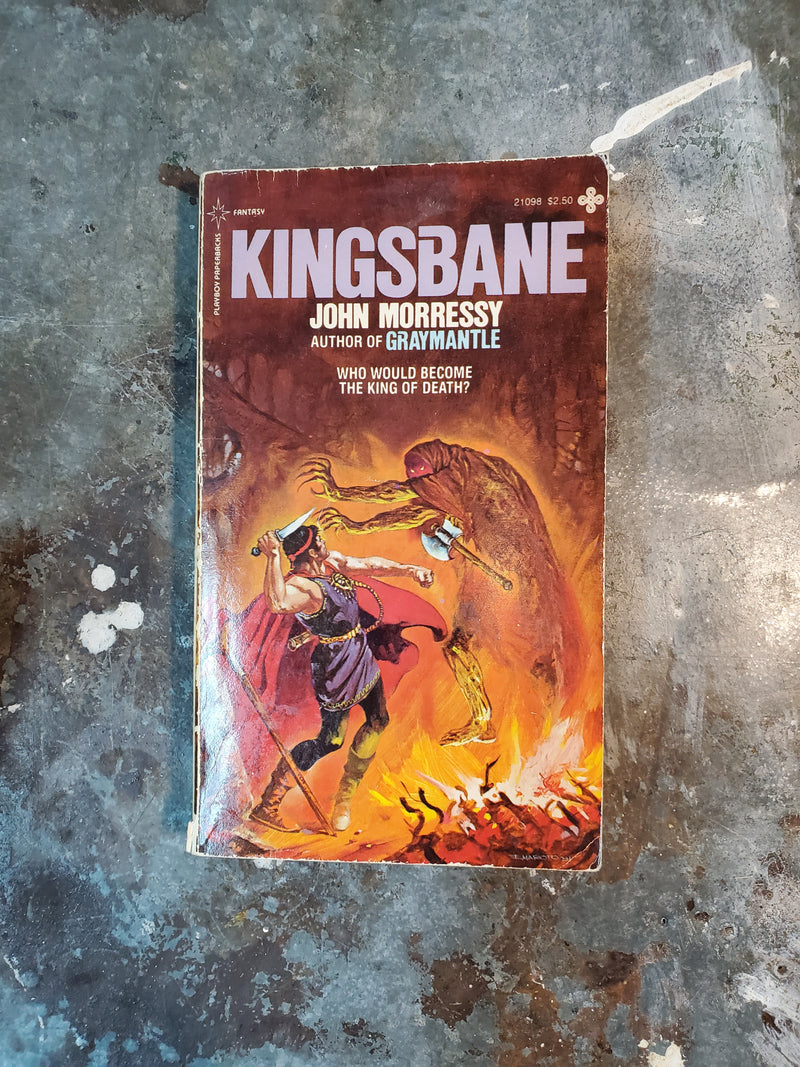 FANTASY
21098 $2.50
PLAYBOY PAPERBACKS
KINGSBANE
JOHN MORRESSY
AUTHOR OF GRAYMANTLE
WHO WOULD BECOME
THE KING OF DEATH?